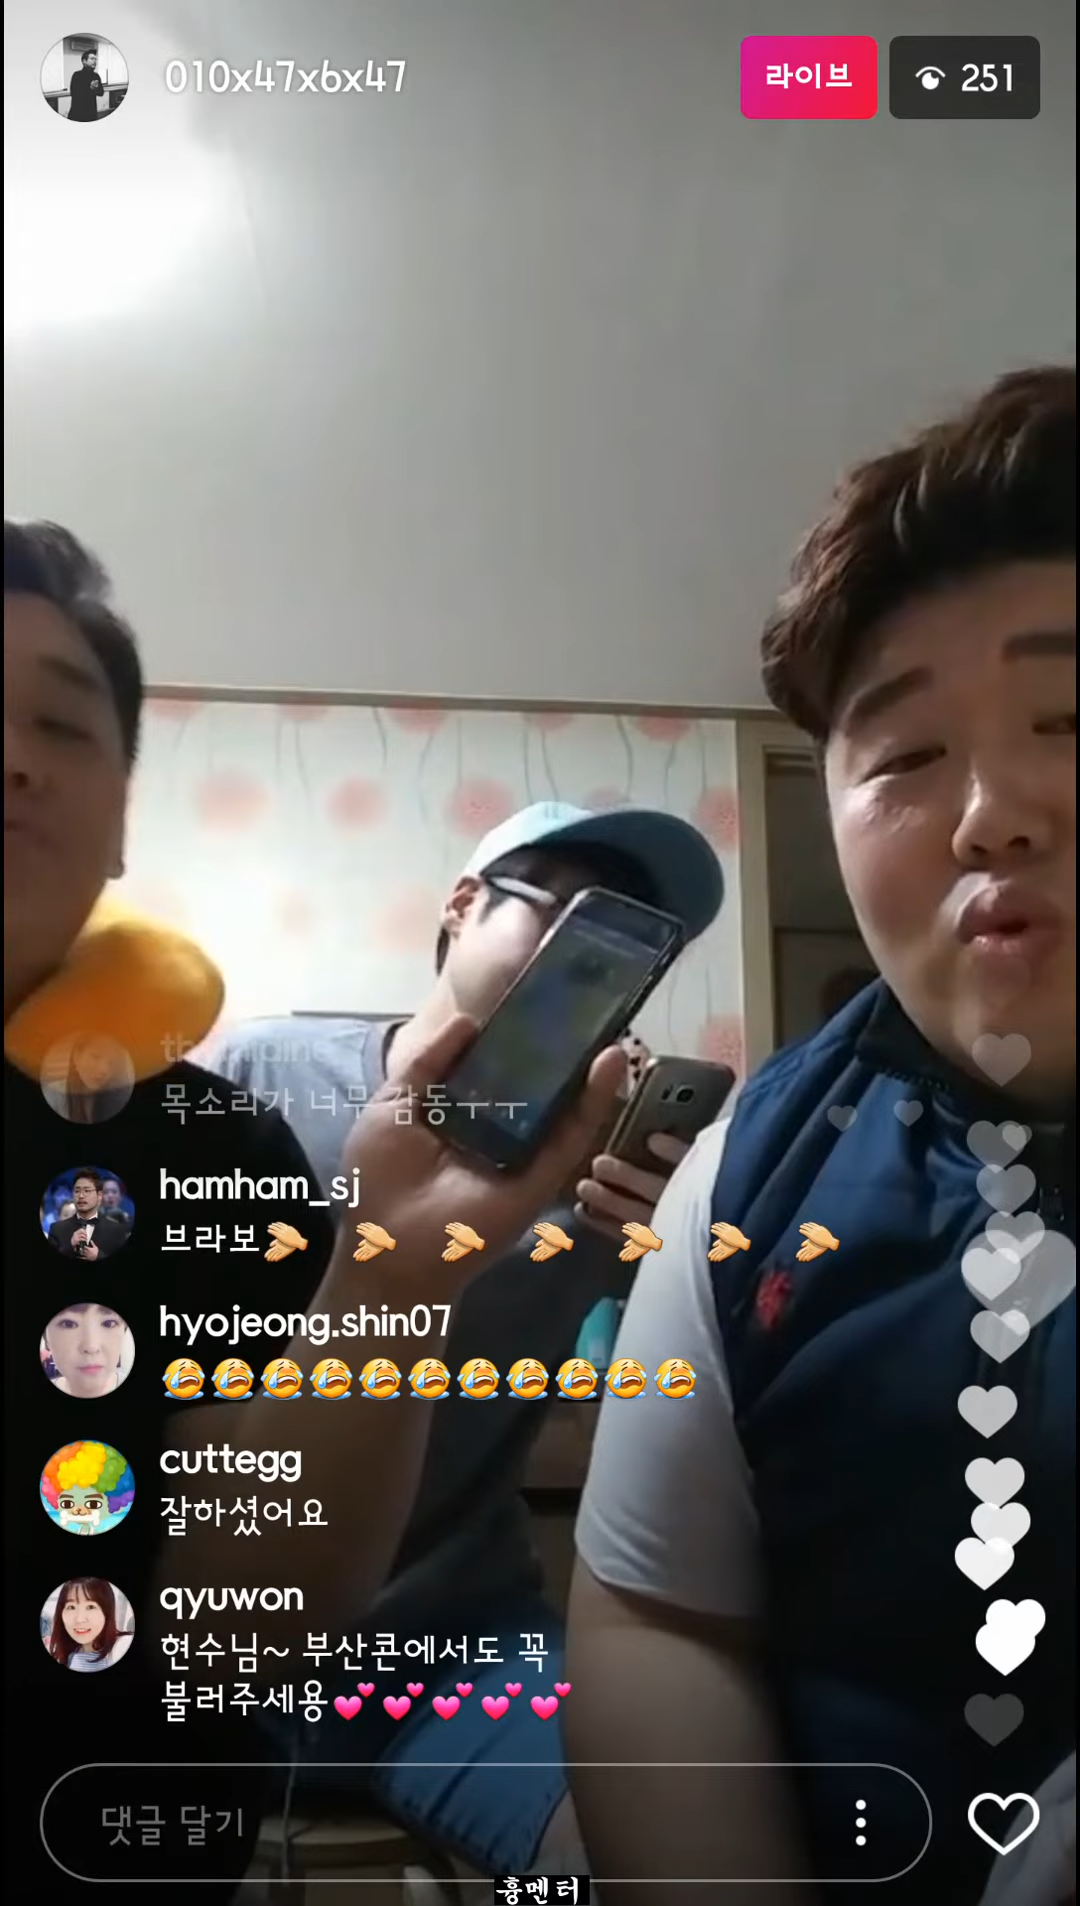 010x47x6x47
라이브
251
목소리가 너무 감동ㅜㅜ
hamham_sj
브라보👏 👏 👏 👏 👏 👏 👏
hyojeong.shin07
😭😭😭😭😭😭😭😭😭😭😭
cuttegg
잘하셨어요
qyuwon
현수님~ 부산콘에서도 꼭
불러주세용💕💕💕💕💕
댓글 달기
흥멘터